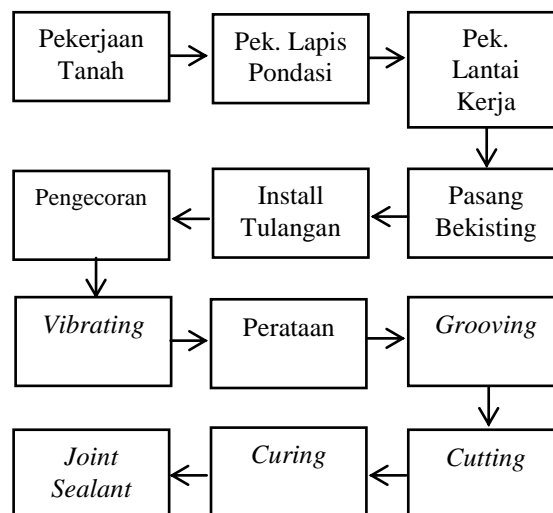 Pekerjaan
Tanah
Pek. Lapis
Pondasi
Pek.
Lantai
Kerja
Pengecoran
Install
Tulangan
Pasang
Bekisting
Vibrating
Perataan
Grooving
Joint
Sealant
Curing
Cutting